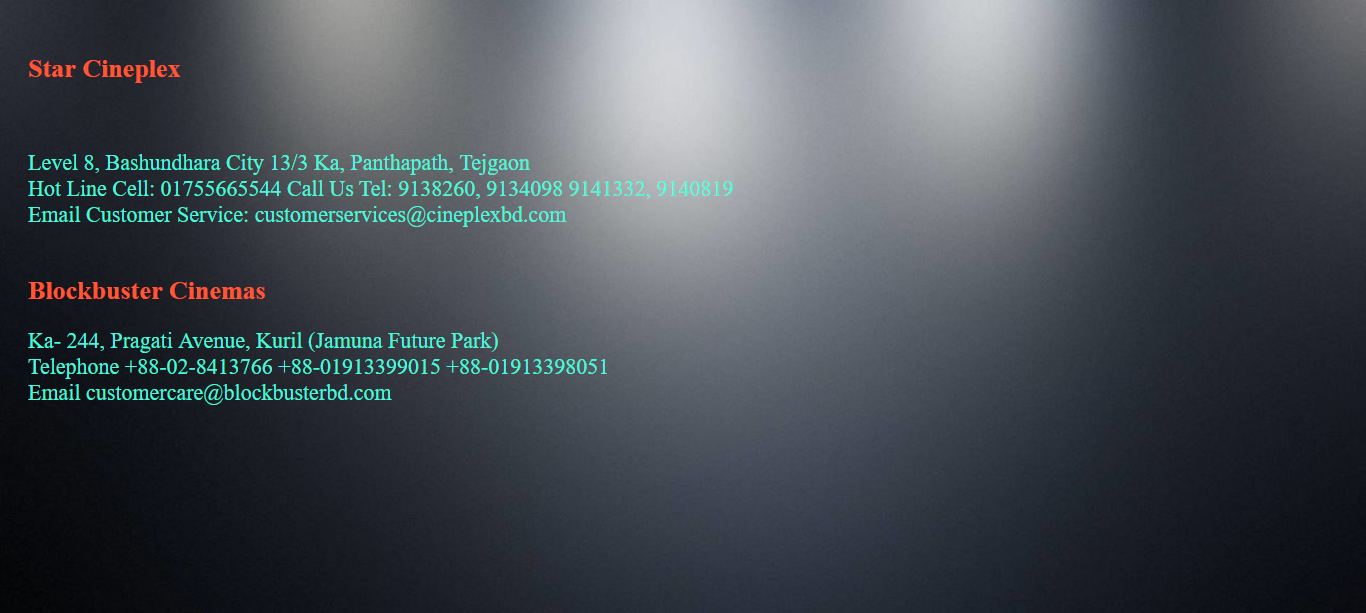 Star Cineplex
Level 8, Bashundhara City 13/3 Ka, Panthapath, Tejgaon
Hot Line Cell: 01755665544 Call Us Tel: 9138260, 9134098 9141332, 9140819
Email Customer Service: customerservices@cineplexbd.com
Blockbuster Cinemas
Ka- 244, Pragati Avenue, Kuril (Jamuna Future Park)
Telephone +88-02-8413766 +88-01913399015 +88-01913398051
Email customercare@blockbusterbd.com